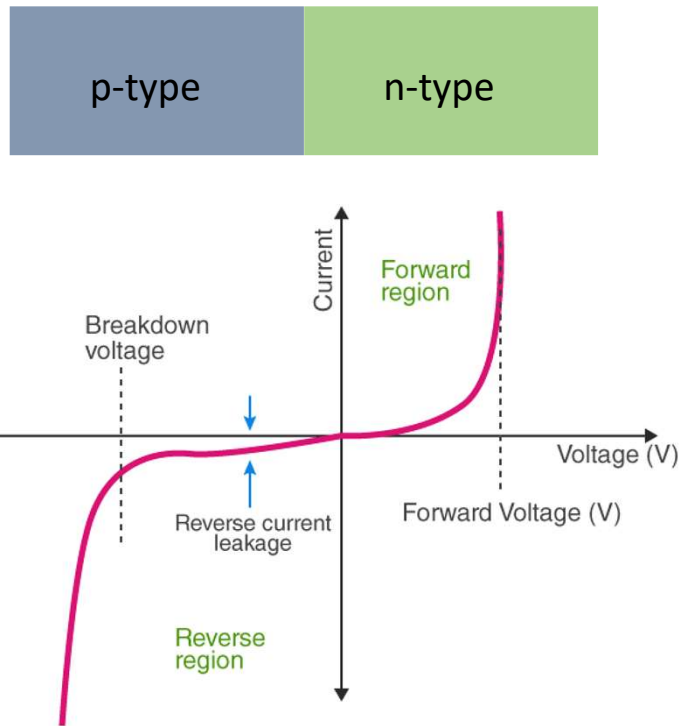 p-type
n-type
Current
Forward
region
Breakdown
voltage
Voltage (V)
Forward Voltage (V)
Reverse current
leakage
Reverse
region